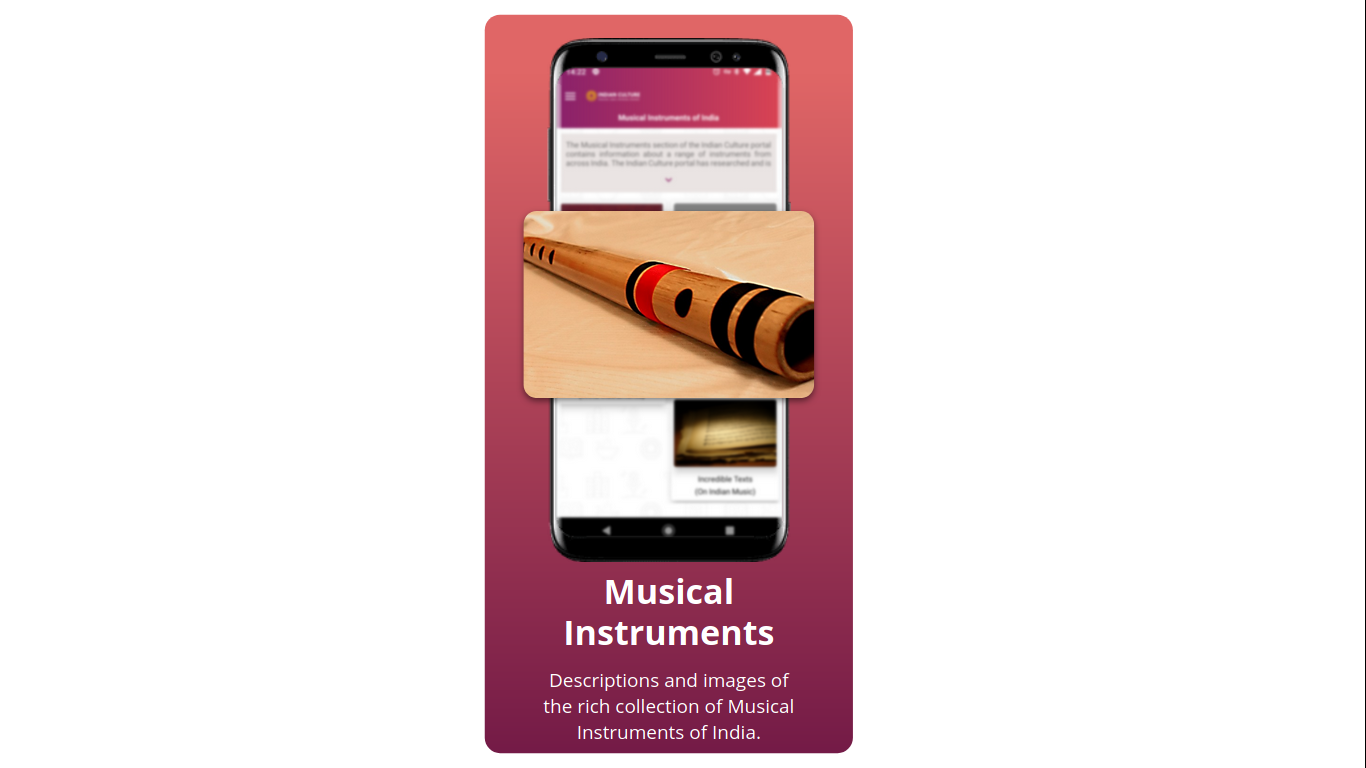 14:22
INDIAN CULTURE
Musical Instruments of India
The Musical Instruments section of the Indian Culture portal
contains information about a range of instruments from
across India. The Indian Culture portal has researched and is
Incredible Texts
(On Indian Music)
Musical
Instruments
Descriptions and images of
the rich collection of Musical
Instruments of India.